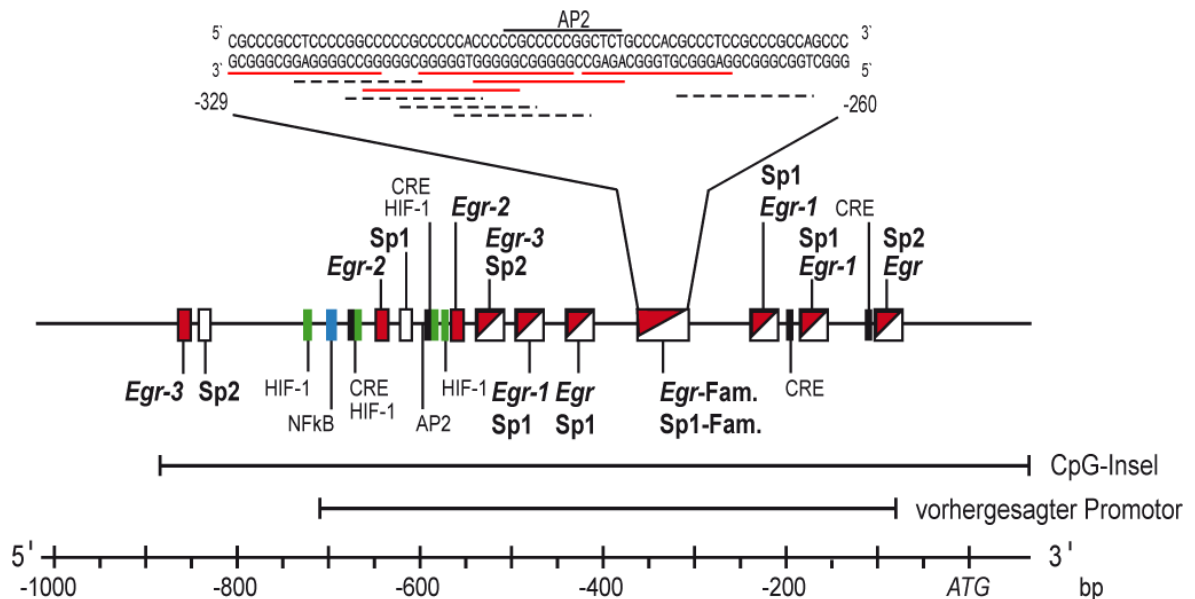 AP2
5` 3`
CGCCCGCCTCCCCGGCCCCCGCCCCCACCCCCGCCCCCGGCTCTGCCCACGCCCTCCGCCCGCCAGCCC
GCGGGCGGAGGGGCCGGGGGCGGGGGTGGGGGCGGGGGCCGAGACGGGTGCGGGAGGCGGGCGGTCGGG
3` 5`
-329 -260
CRE
HIF-1
Egr-2
Sp1
Egr-2
Egr-3
Sp2
Sp1
Egr-1
Sp1
Egr-1
CRE
Sp2
Egr
Egr-3
Sp2
HIF-1
NFkB
CRE
HIF-1
AP2
HIF-1
Egr-1
Sp1
Egr
Sp1
Egr-Fam.
Sp1-Fam.
CRE
CpG-Insel
vorhergesagter Promotor
5' 3'
-1000 -800 -600 -400 -200 ATG bp